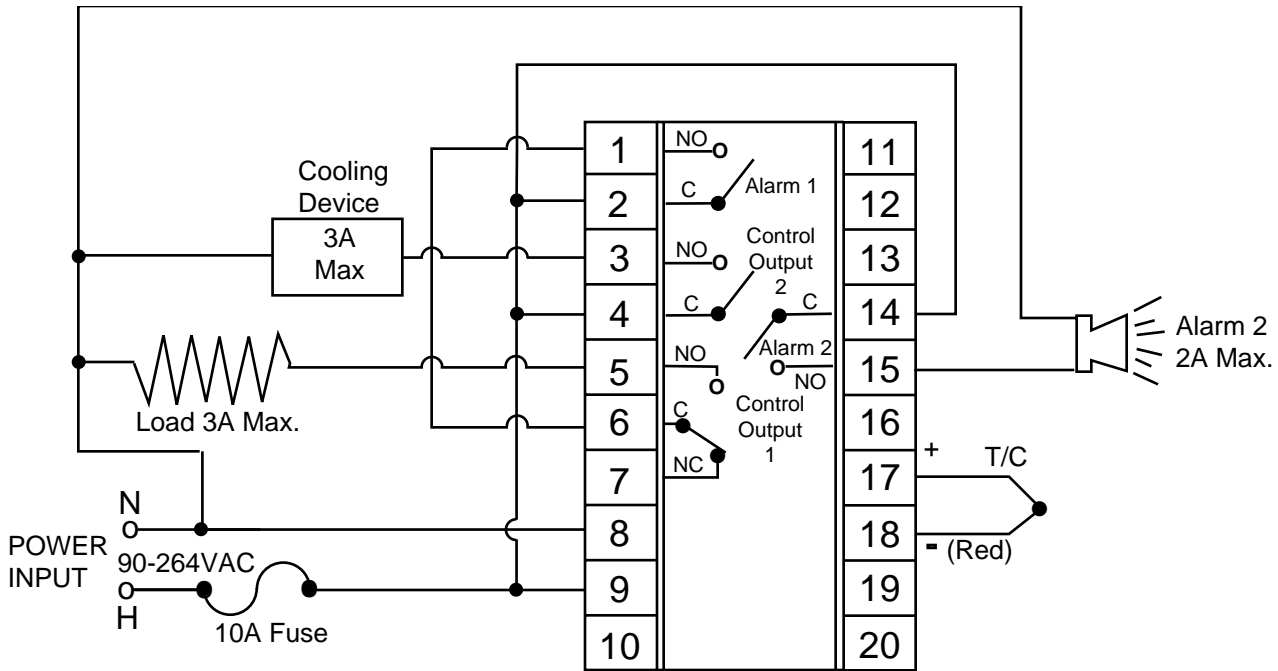 Cooling
Device
3A
Max
Load 3A Max.
N
POWER
INPUT
90-264VAC
H
10A Fuse
1
2
3
4
5
6
7
8
9
10
NO
C
Alarm 1
NO
Control
Output
2
C
C
NO
Alarm 2
NO
C
Control
Output
1
NC
11
12
13
14
15
16
17
18
19
20
Alarm 2
2A Max.
+
T/C
- (Red)